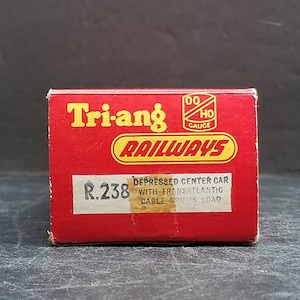 Tri-ang
OO
HO
GAUGE
RAILWAYS
R.238
DEPRESSED CENTER CAR
WITH TRANSATLANTIC
CABLE DRUMS LOAD